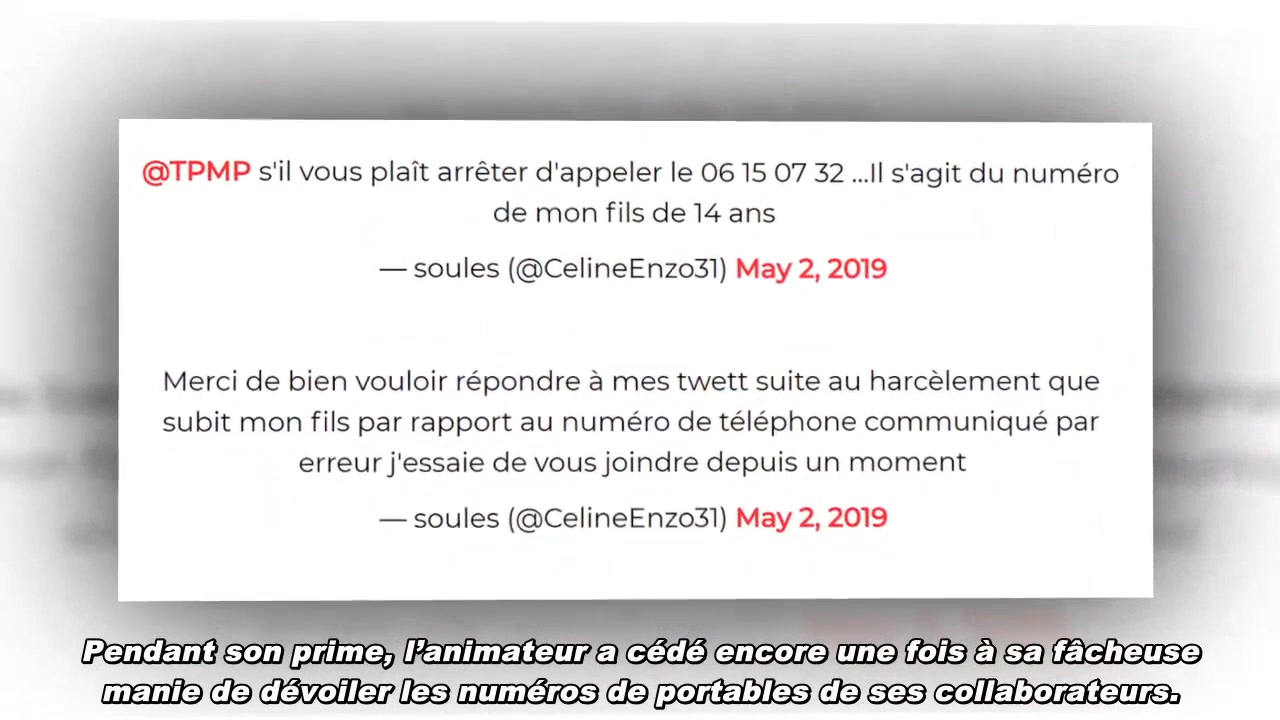 @TPMP s'il vous plaît arrêter d'appeler le 06 15 07 32 ...Il s'agit du numéro
de mon fils de 14 ans
— soules (@CelineEnzo31) May 2, 2019
Merci de bien vouloir répondre à mes twett suite au harcèlement que
subit mon fils par rapport au numéro de téléphone communiqué par
erreur j'essaie de vous joindre depuis un moment
— soules (@CelineEnzo31) May 2, 2019
Pendant son prime, l’animateur a cédé encore une fois à sa fâcheuse
manie de dévoiler les numéros de portables de ses collaborateurs.